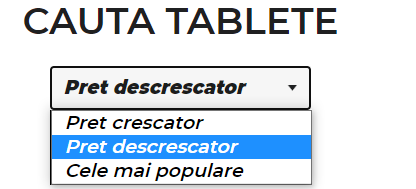 CAUTA TABLETE
Pret descrescator
Pret crescator
Pret descrescator
Cele mai populare